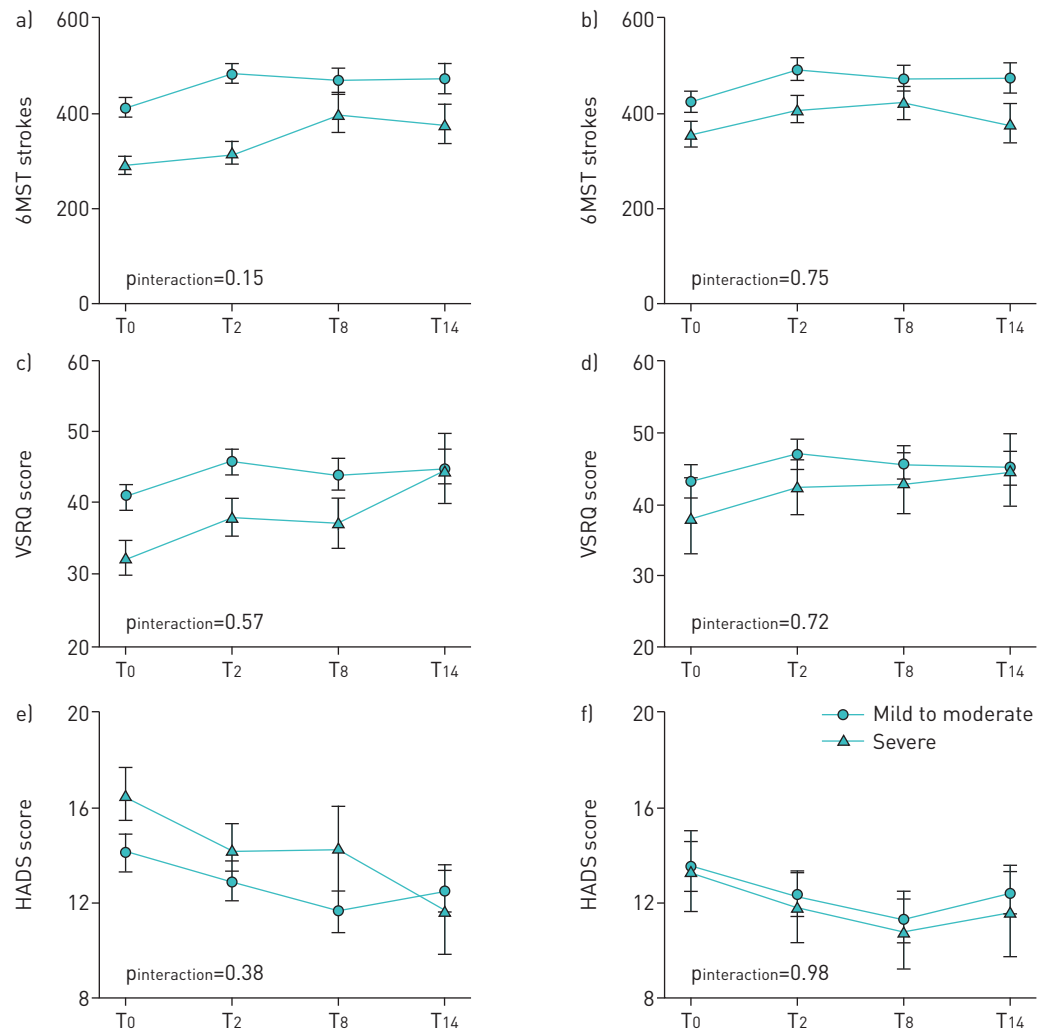 a)
600
400
200
0
6MST strokes
pinteraction=0.15
T0 T2 T8 T14
b)
600
400
200
0
6MST strokes
pinteraction=0.75
T0 T2 T8 T14
c)
60
50
40
30
20
VSRQ score
pinteraction=0.57
T0 T2 T8 T14
d)
60
50
40
30
20
VSRQ score
pinteraction=0.72
T0 T2 T8 T14
e)
20
16
12
8
HADS score
pinteraction=0.38
T0 T2 T8 T14
f)
20
16
12
8
HADS score
Mild to moderate
Severe
pinteraction=0.98
T0 T2 T8 T14